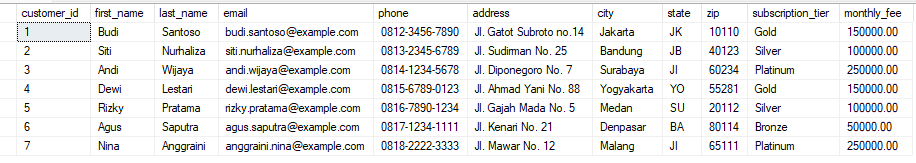 customer_id first_name last_name email phone address city state zip subscription_tier monthly_fee
1 Budi Santoso budi.santoso@example.com 0812-3456-7890 Jl. Gatot Subroto no.14 Jakarta JK 10110 Gold 150000.00
2 Siti Nurhaliza siti.nurhaliza@example.com 0813-2345-6789 Jl. Sudirman No. 25 Bandung JB 40123 Silver 100000.00
3 Andi Wijaya andi.wijaya@example.com 0814-1234-5678 Jl. Diponegoro No. 7 Surabaya JI 60234 Platinum 250000.00
4 Dewi Lestari dewi.lestari@example.com 0815-6789-0123 Jl. Ahmad Yani No. 88 Yogyakarta YO 55281 Gold 150000.00
5 Rizky Pratama rizky.pratama@example.com 0816-7890-1234 Jl. Gajah Mada No. 5 Medan SU 20112 Silver 100000.00
6 Agus Saputra agus.saputra@example.com 0817-1234-1111 Jl. Kenari No. 21 Denpasar BA 80114 Bronze 50000.00
7 Nina Anggraini anggraini.nina@example.com 0818-2222-3333 Jl. Mawar No. 12 Malang JI 65111 Platinum 250000.00